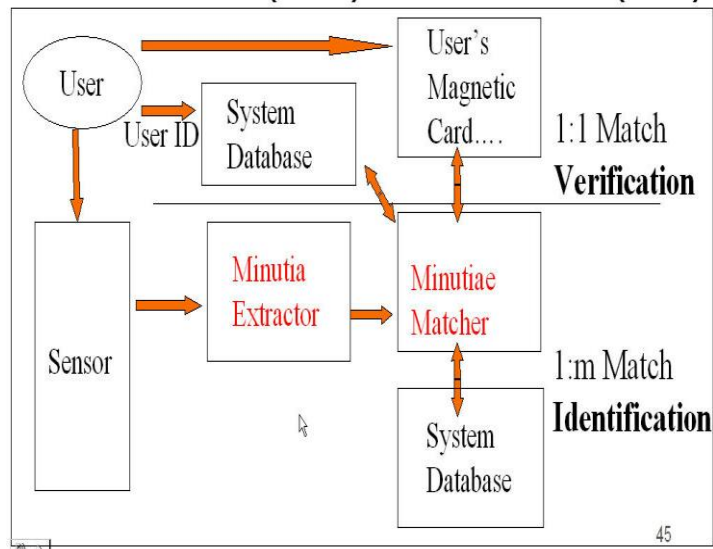 User
User ID
System
Database
User's
Magnetic
Card....
1:1 Match
Verification
Sensor
Minutia
Extractor
Minutiae
Matcher
1:m Match
Identification
System
Database
45